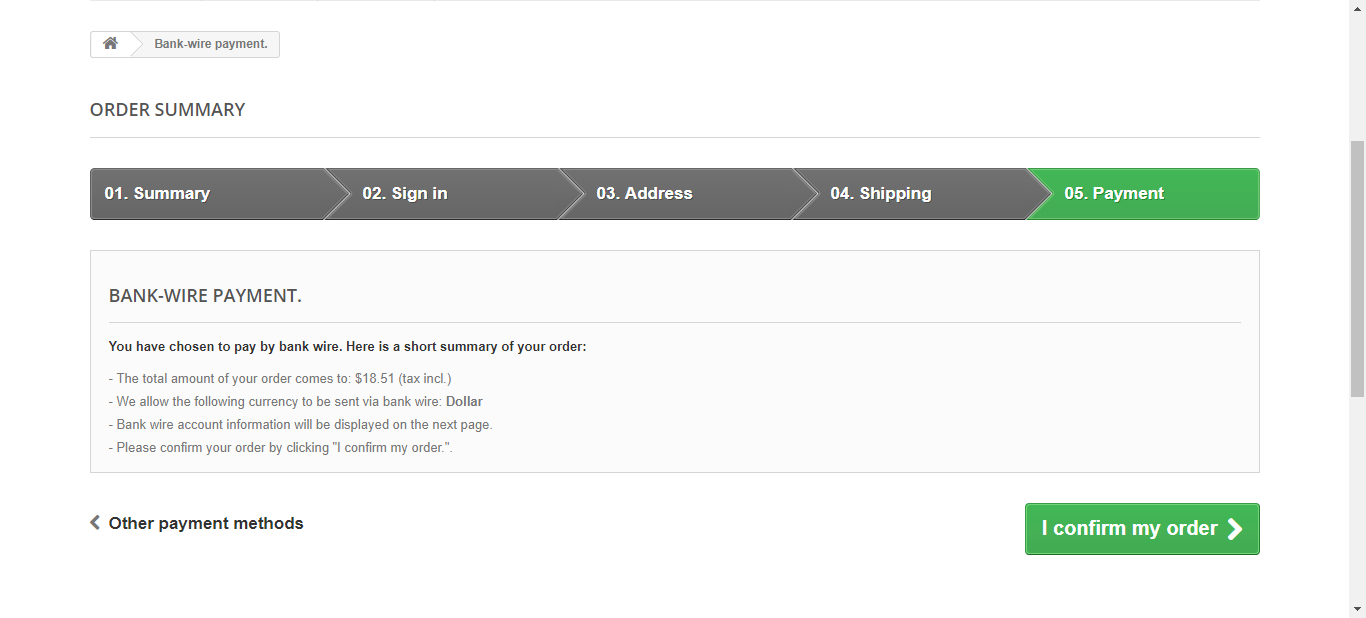 Bank-wire payment.
ORDER SUMMARY
01. Summary
02. Sign in
03. Address
04. Shipping
05. Payment
BANK-WIRE PAYMENT.
You have chosen to pay by bank wire. Here is a short summary of your order:
- The total amount of your order comes to: $18.51 (tax incl.)
- We allow the following currency to be sent via bank wire: Dollar
- Bank wire account information will be displayed on the next page.
- Please confirm your order by clicking "I confirm my order.".
Other payment methods
I confirm my order